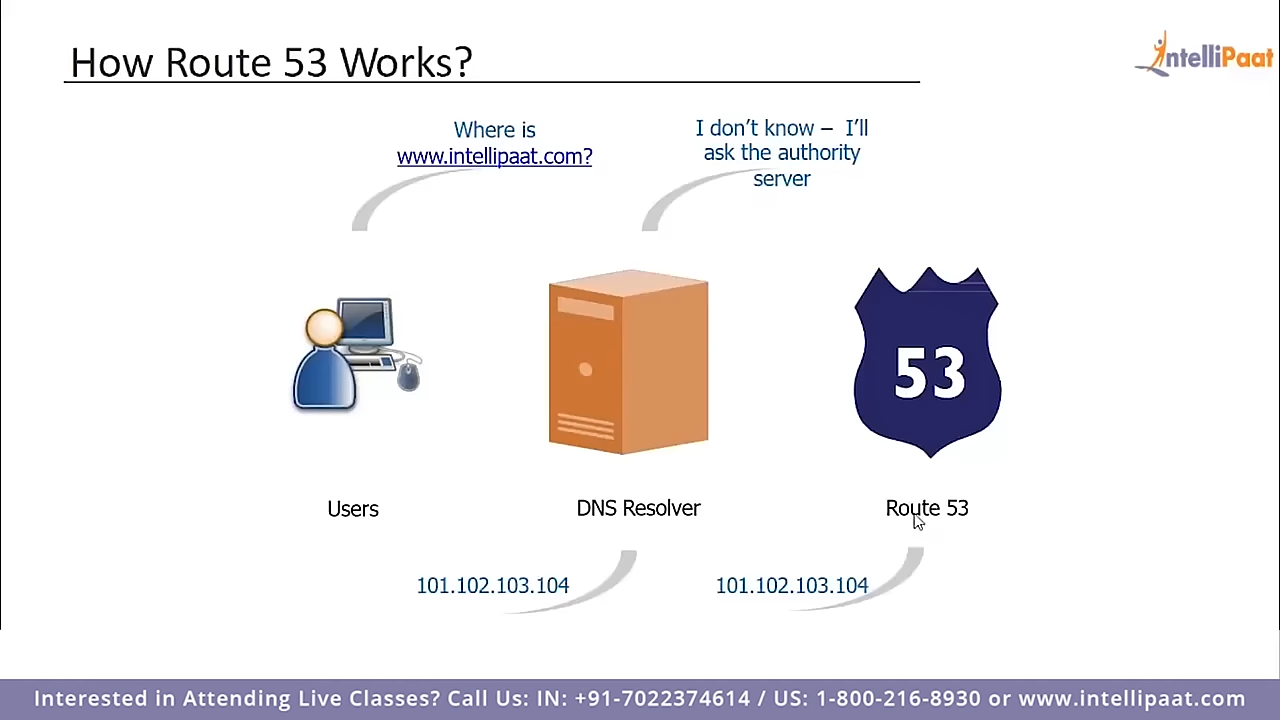 How Route 53 Works?
IntelliPaat
Where is
www.intellipaat.com?
I don't know – I'll
ask the authority
server
53
Users
DNS Resolver
Route 53
101.102.103.104
101.102.103.104
Interested in Attending Live Classes? Call Us: IN: +91-7022374614 / US: 1-800-216-8930 or www.intellipaat.com